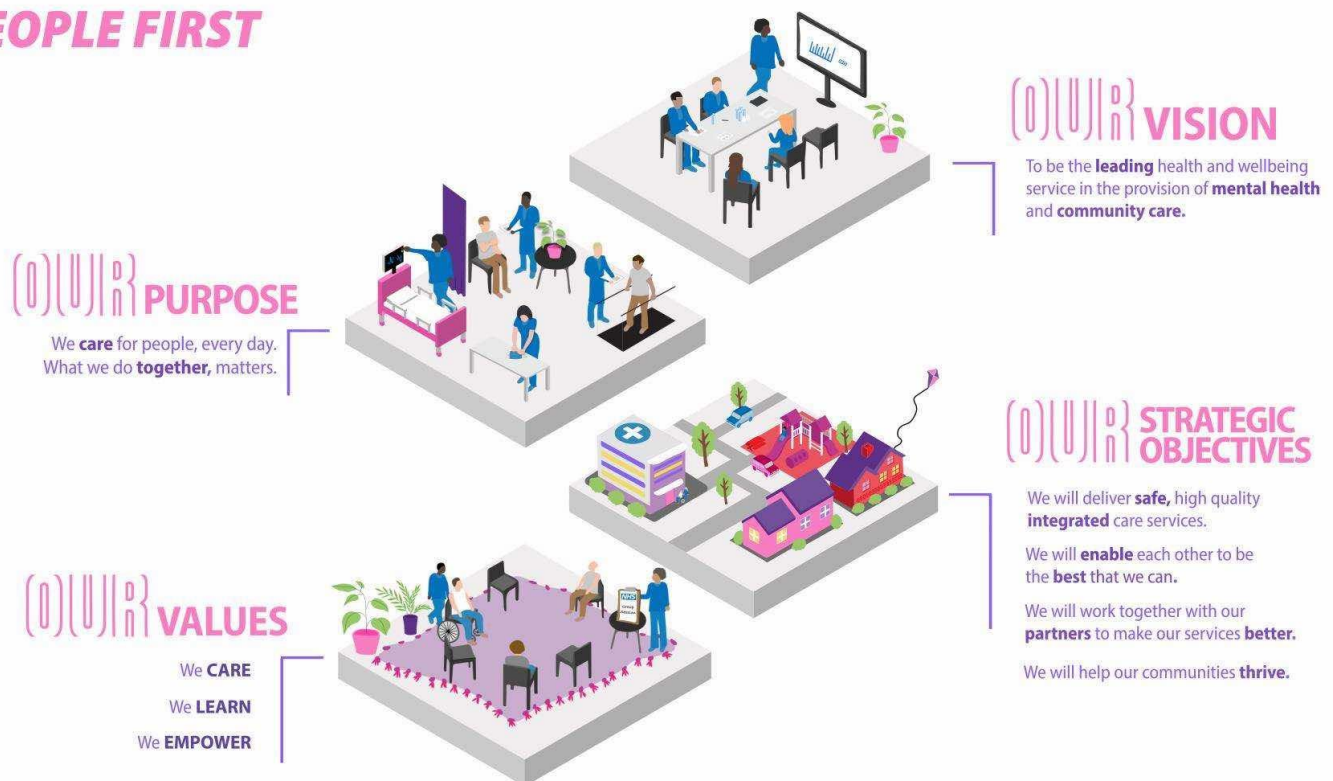 EOPLE FIRST
OUR VISION
To be the leading health and wellbeing
service in the provision of mental health
and community care.
OUR PURPOSE
We care for people, every day.
What we do together, matters.
OUR STRATEGIC
OBJECTIVES
We will deliver safe, high quality
integrated care services.
We will enable each other to be
the best that we can.
We will work together with our
partners to make our services better.
We will help our communities thrive.
OUR VALUES
We CARE
We LEARN
We EMPOWER
NHS